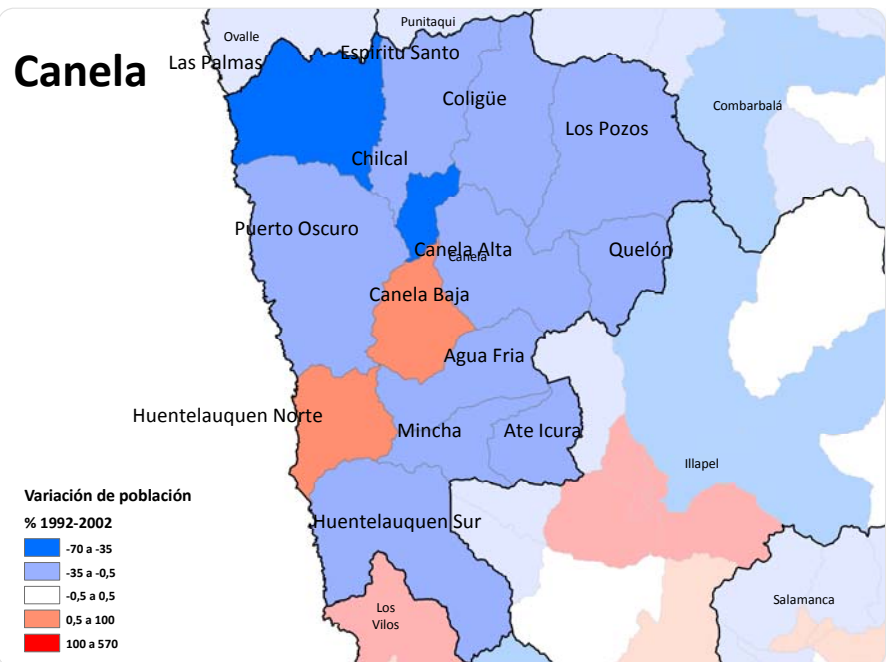 Punitaqui
Ovalle
Canela
Las Palmas
Espiritu Santo
Coligüe
Combarbalá
Los Pozos
Chilcal
Puerto Oscuro
Canela Alta
Canela
Quelón
Canela Baja
Agua Fria
Huentelauquen Norte
Mincha
Ate Icura
Illapel
Variación de población
% 1992-2002
-70 a -35
-35 a -0,5
-0,5 a 0,5
0,5 a 100
100 a 570
Huentelauquen Sur
Los
Vilos
Salamanca